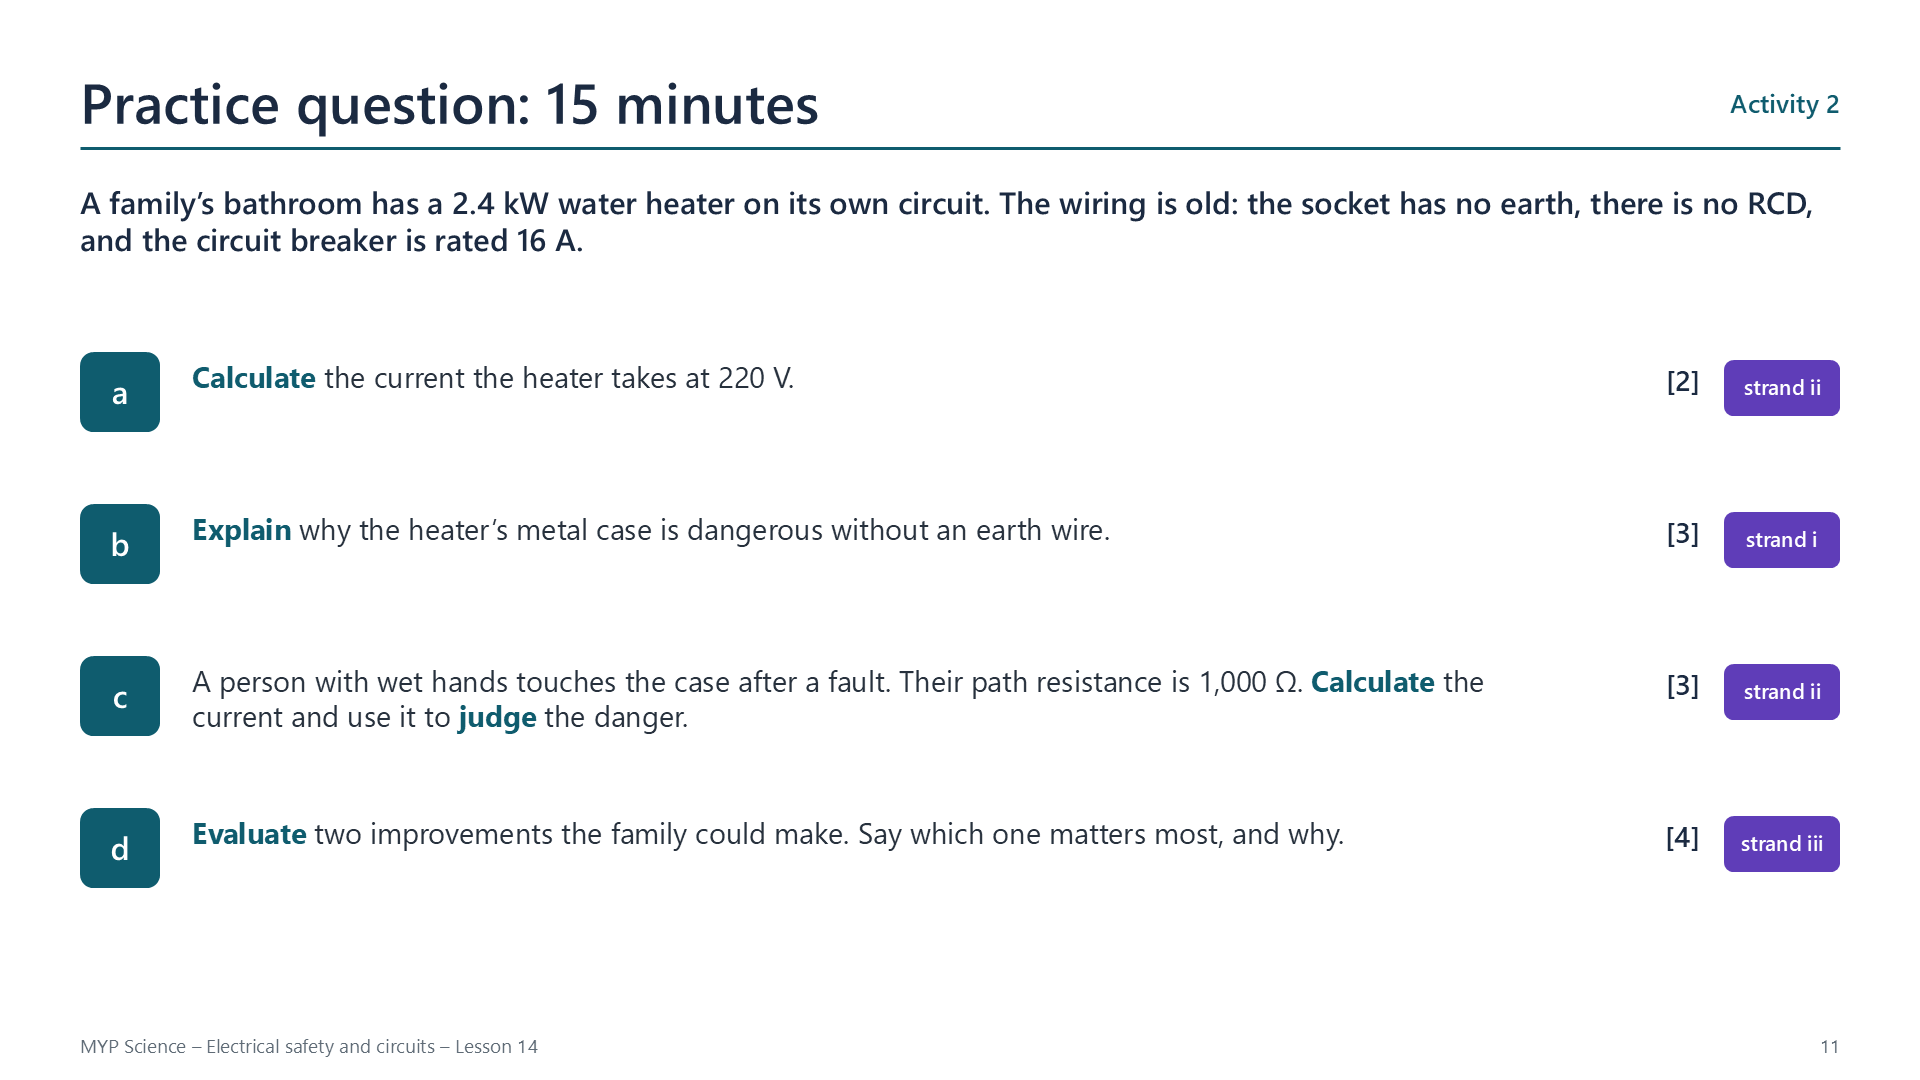 Practice question: 15 minutes
Activity 2
A family’s bathroom has a 2.4 kW water heater on its own circuit. The wiring is old: the socket has no earth, there is no RCD,
and the circuit breaker is rated 16 A.
a
Calculate the current the heater takes at 220 V.
[2]
strand ii
b
Explain why the heater’s metal case is dangerous without an earth wire.
[3]
strand i
c
A person with wet hands touches the case after a fault. Their path resistance is 1,000 Ω. Calculate the
current and use it to judge the danger.
[3]
strand ii
d
Evaluate two improvements the family could make. Say which one matters most, and why.
[4]
strand iii
MYP Science – Electrical safety and circuits – Lesson 14
11